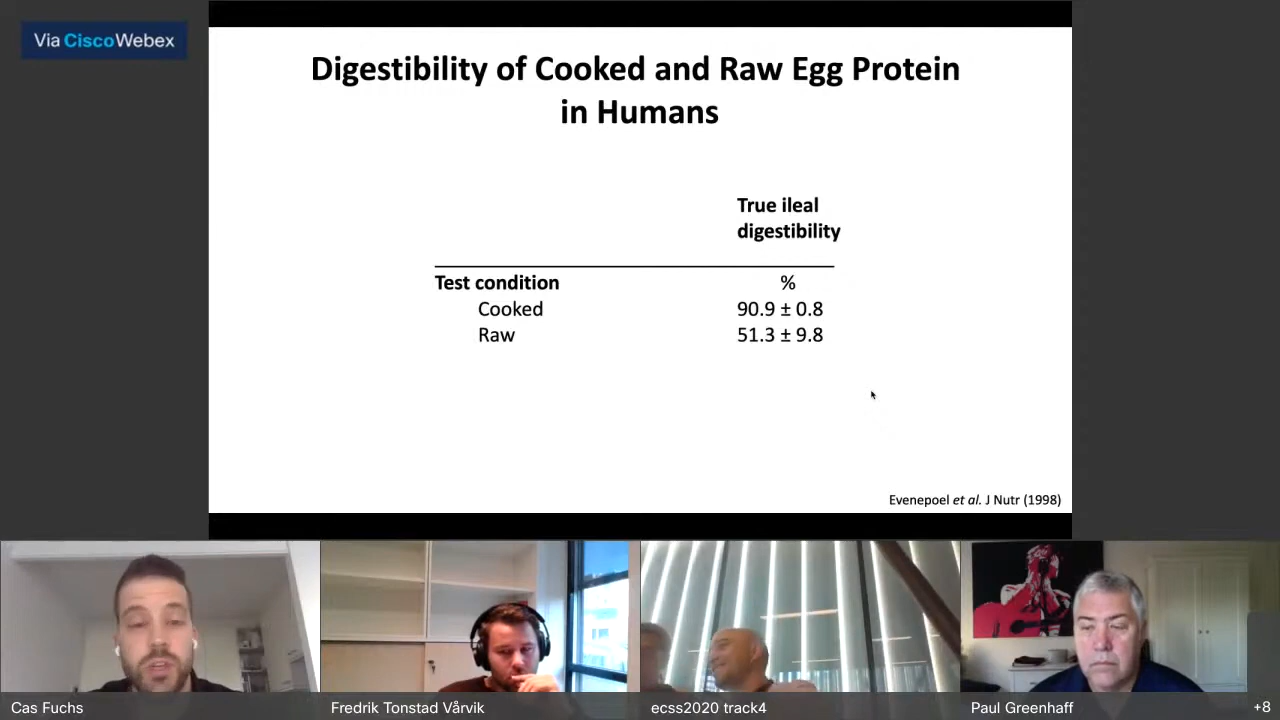 Via CiscoWebex
Digestibility of Cooked and Raw Egg Protein
in Humans
True ileal
digestibility
Test condition %
Cooked 90.9 ± 0.8
Raw 51.3 ± 9.8
Evenepoel et al. J Nutr (1998)
Cas Fuchs
Fredrik Tonstad Vårvik
ecss2020 track4
Paul Greenhaff
+8